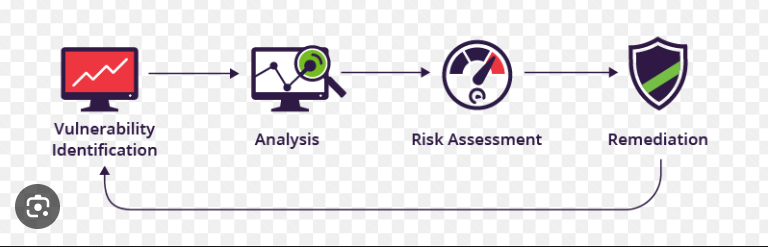 Vulnerability
Identification
Analysis
Risk Assessment
Remediation